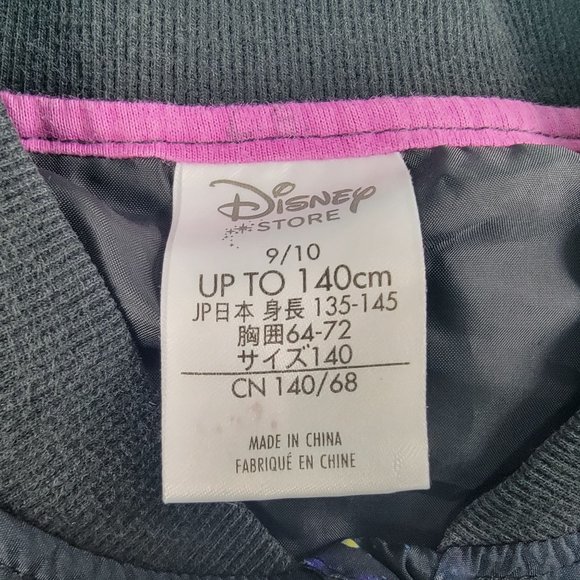 Disney
STORE
9/10
UP TO 140cm
JP日本 身長 135-145
胸囲64-72
サイズ140
CN 140/68
MADE IN CHINA
FABRIQUÉ EN CHINE